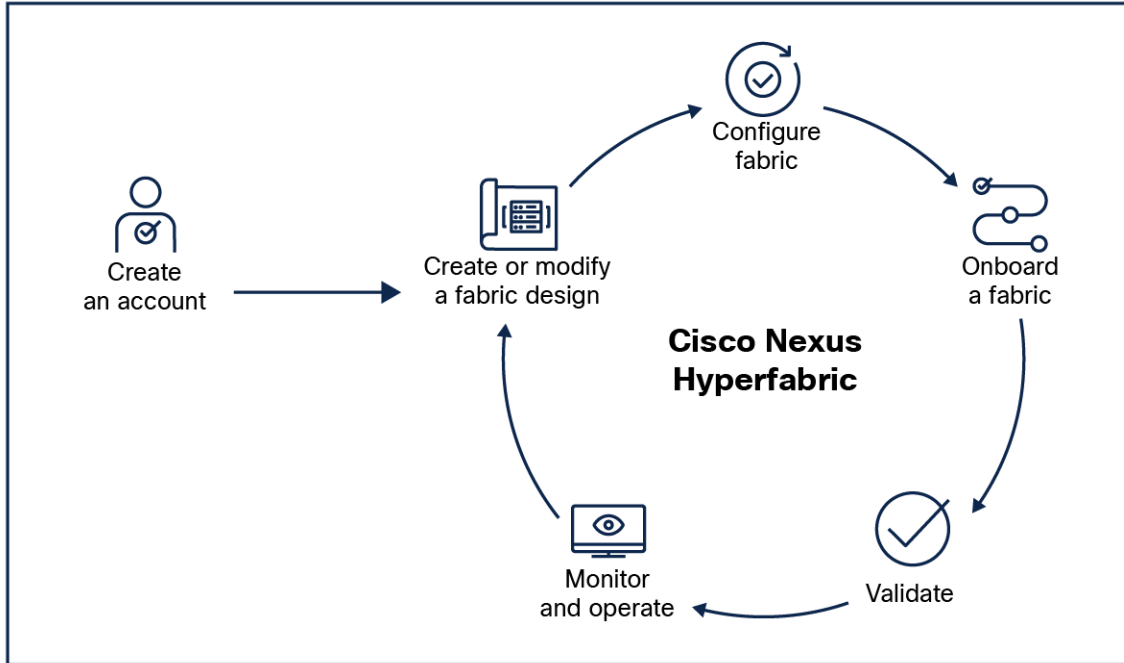 Create
an account
Create or modify
a fabric design
Configure
fabric
Onboard
a fabric
Validate
Monitor
and operate
Cisco Nexus
Hyperfabric